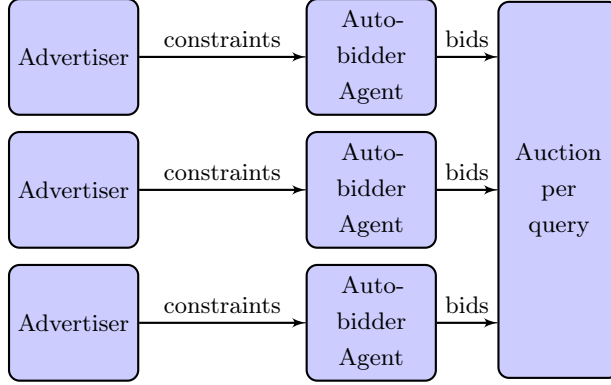 Advertiser
constraints
Auto-
bidder
Agent
bids
Advertiser
constraints
Auto-
bidder
Agent
bids
Advertiser
constraints
Auto-
bidder
Agent
bids
Auction
per
query